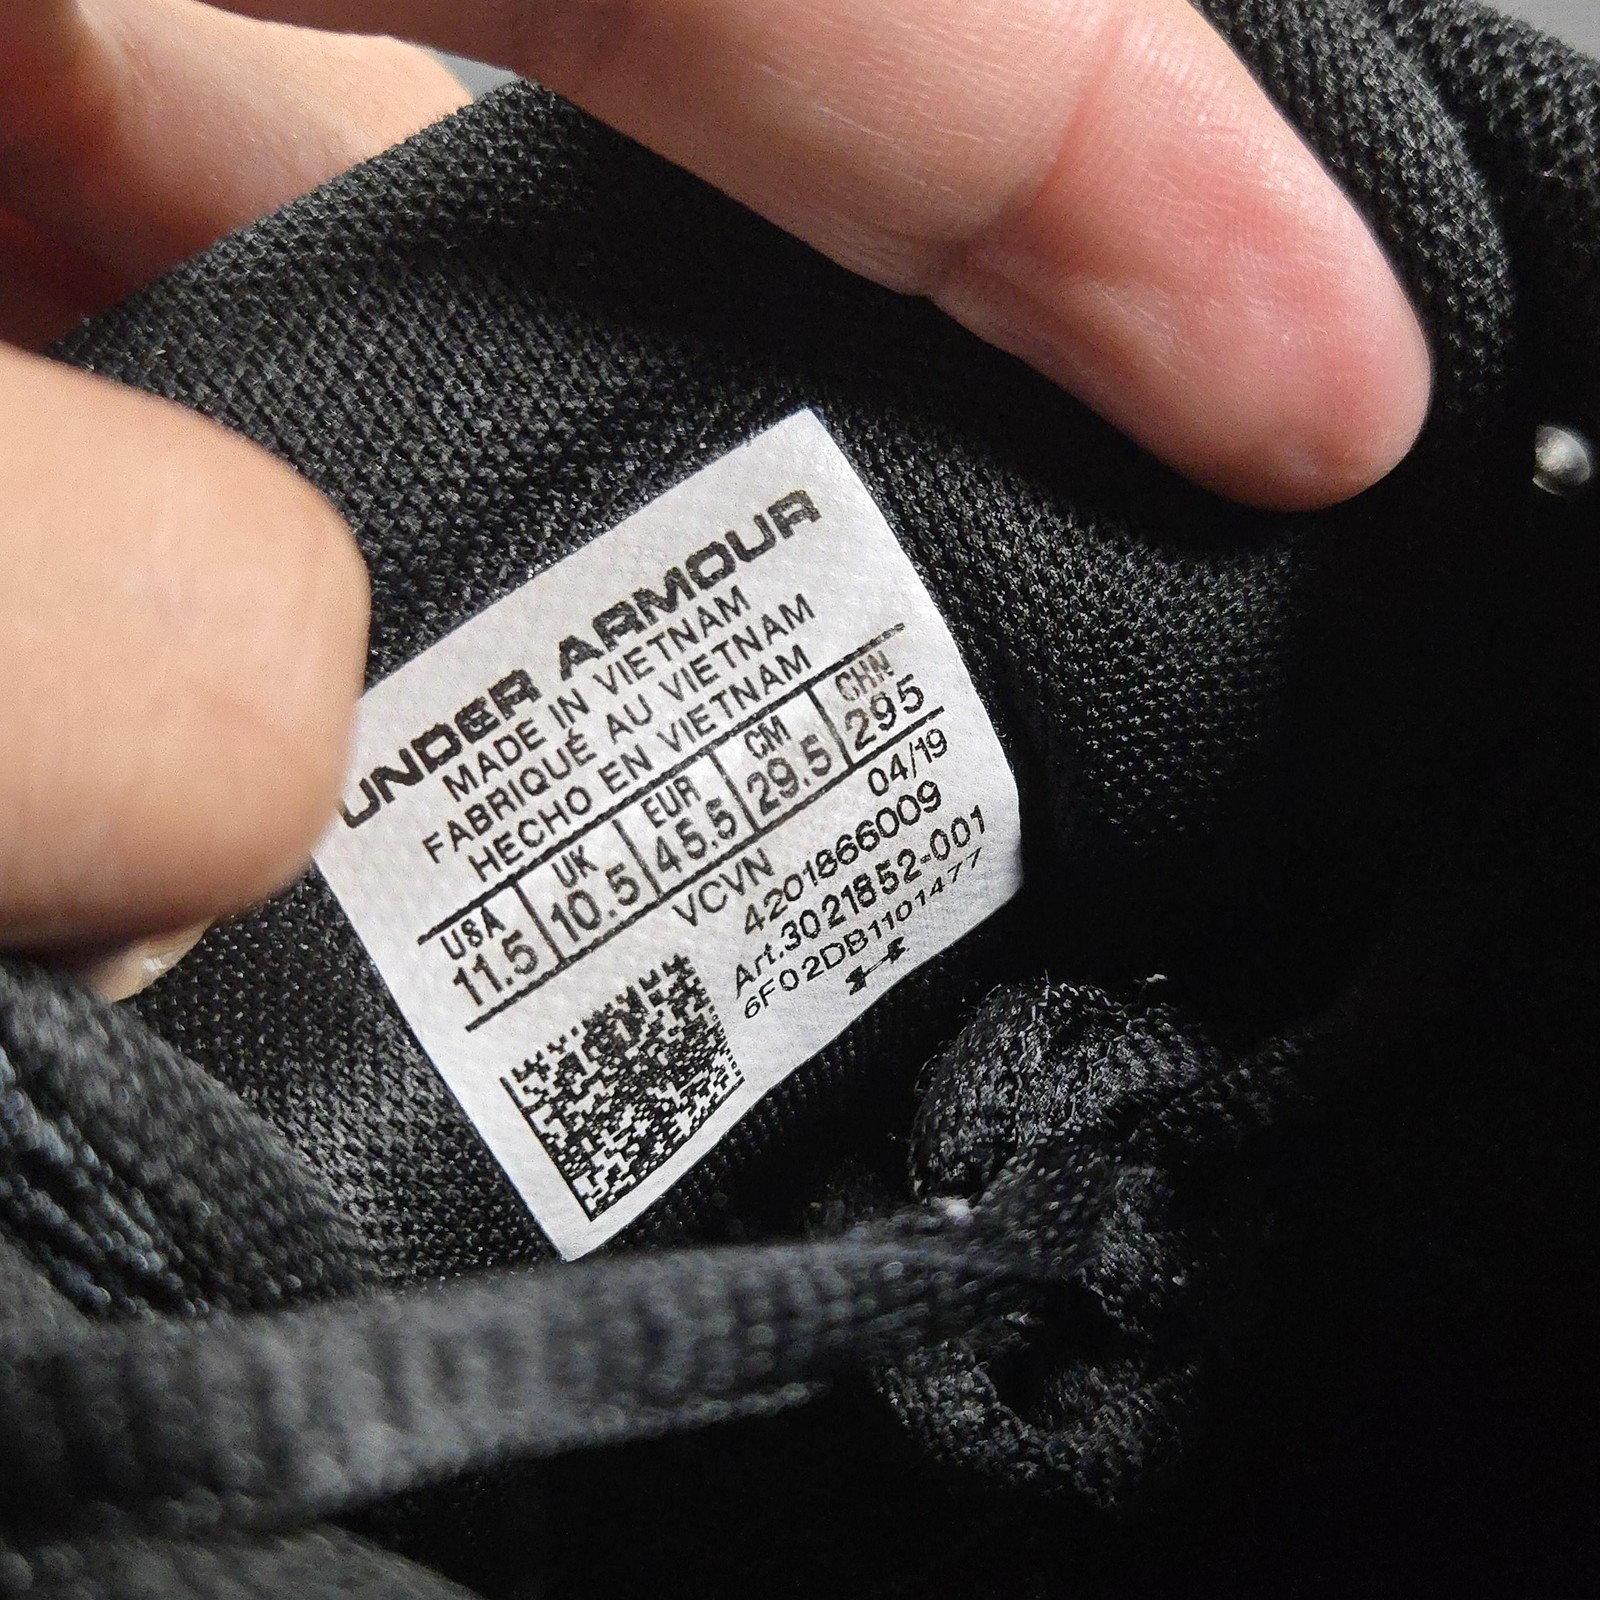 UNDER ARMOUR
MADE IN VIETNAM
FABRIQUÉ AU VIETNAM
HECHO EN VIETNAM
USA UK EUR CM CHN
11.5 10.5 45.5 29.5 295
VCVN 04/19
4201866009
Art.3021852-001
6F02DB1101477